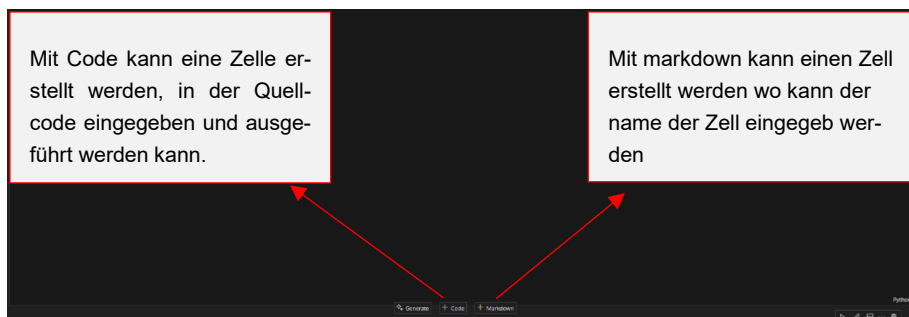 Mit Code kann eine Zelle er-
stellt werden, in der Quell-
code eingegeben und ausge-
führt werden kann.
Mit markdown kann einen Zell
erstellt werden wo kann der
name der Zell eingegeb wer-
den
Generate + Code + Markdown
Python